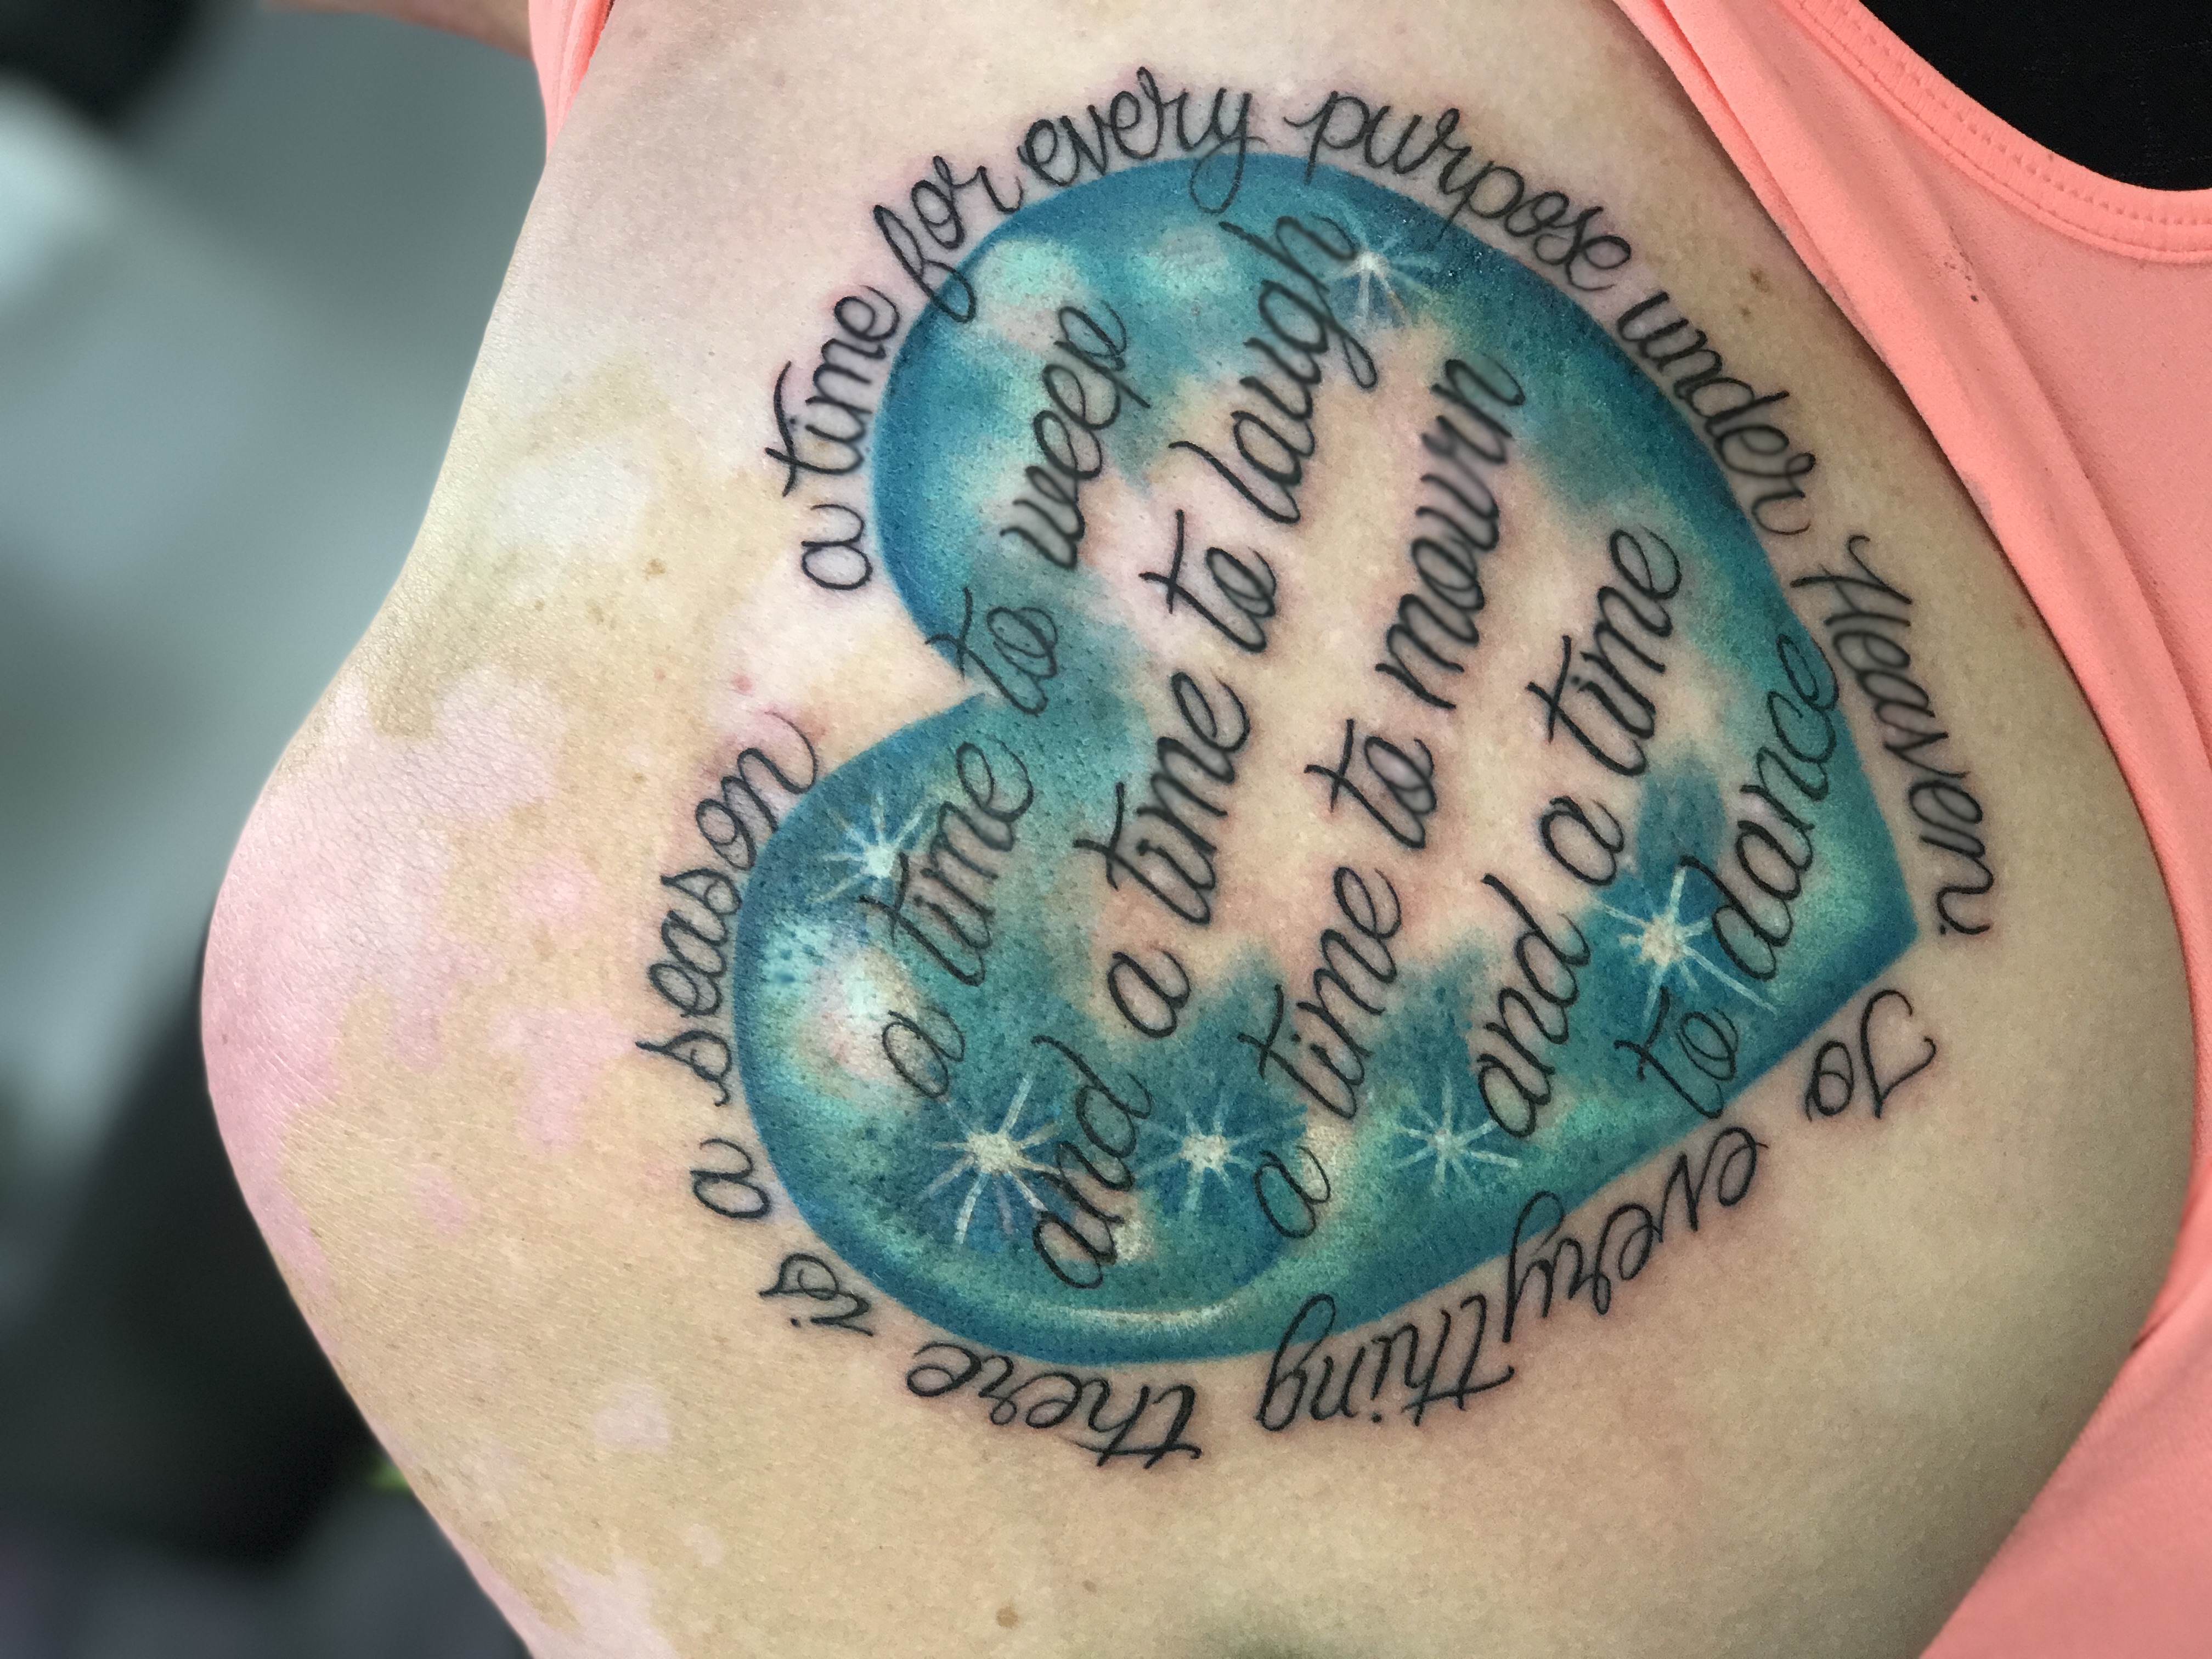 To everything there is a season a time for every purpose under Heaven.
a time to weep
and a time to laugh
a time to mourn
and a time
to dance